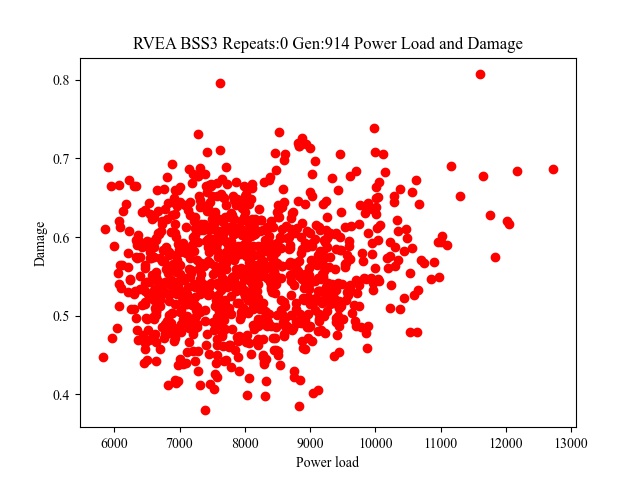 RVEA BSS3 Repeats:0 Gen:914 Power Load and Damage
0.8
0.7
0.6
0.5
0.4
Damage
6000 7000 8000 9000 10000 11000 12000 13000
Power load